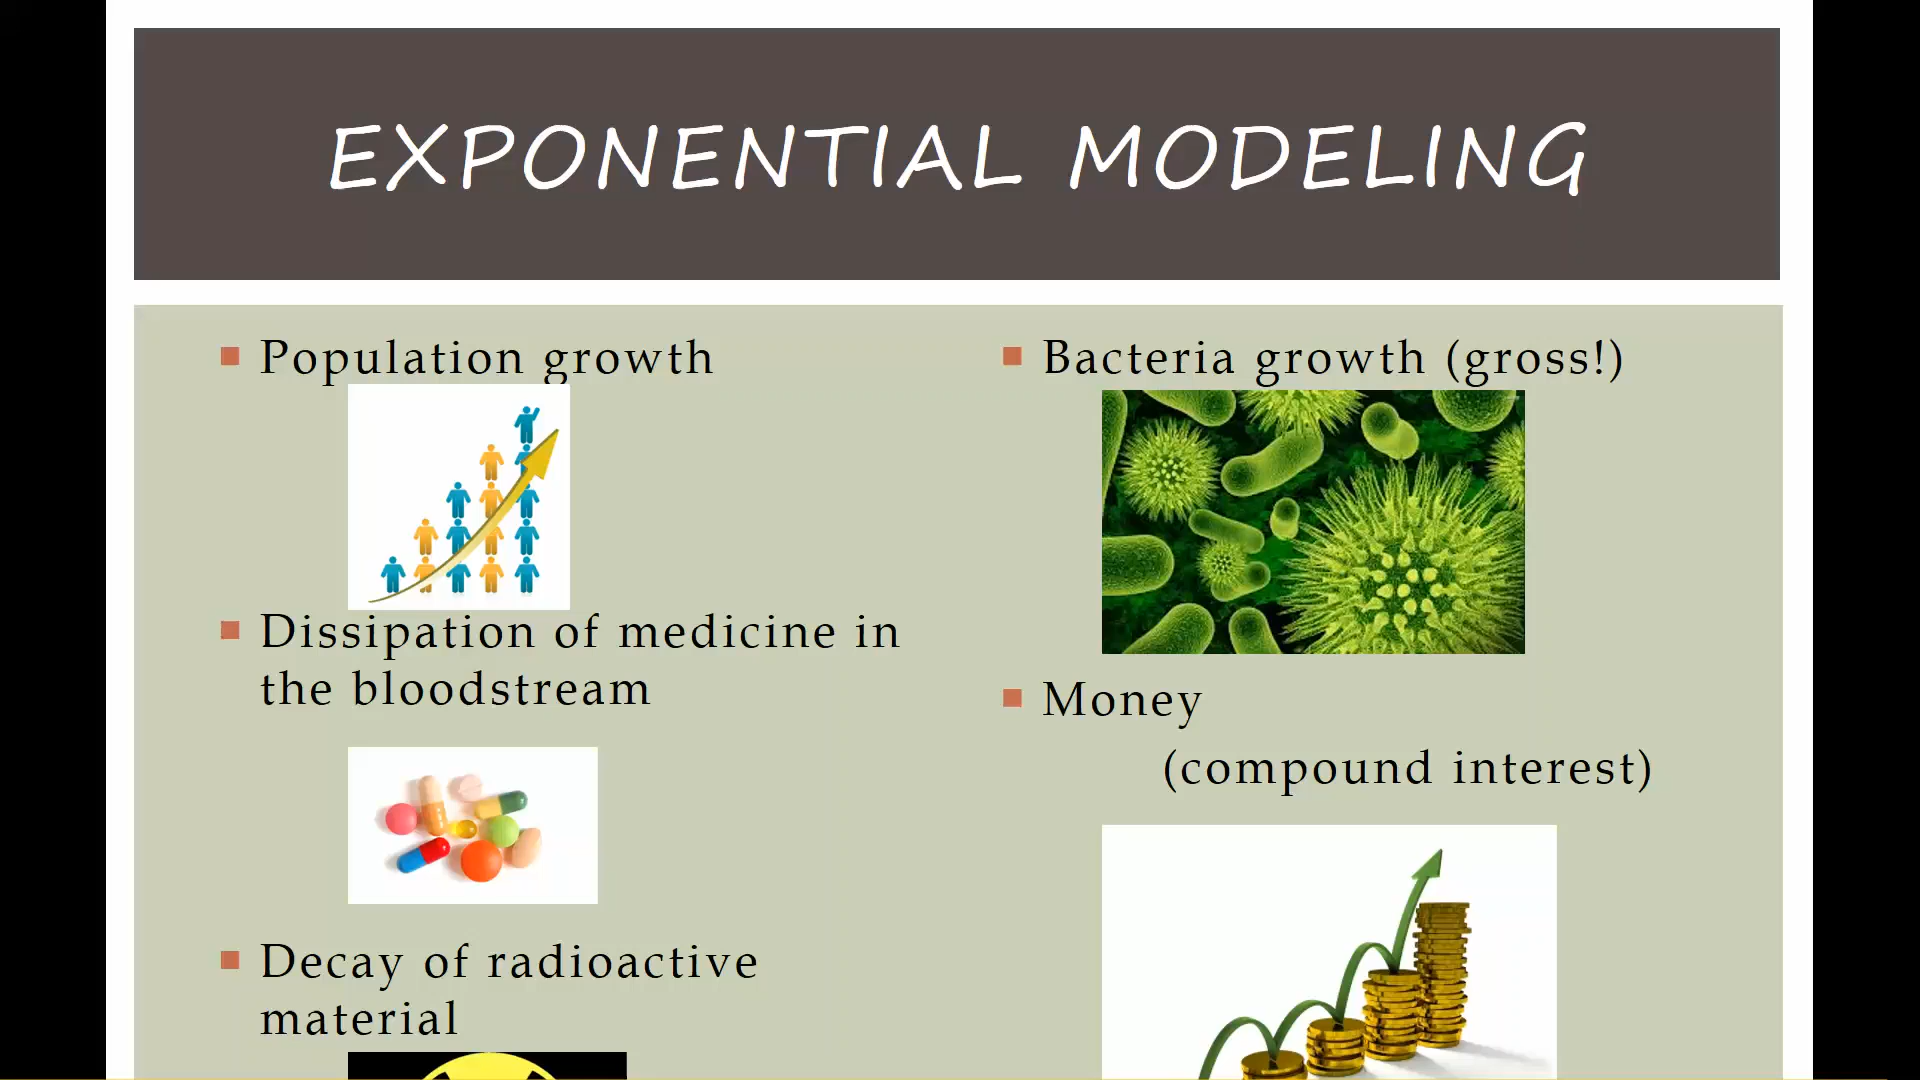 EXPONENTIAL MODELING
Population growth
Dissipation of medicine in
the bloodstream
Decay of radioactive
material
Bacteria growth (gross!)
Money
(compound interest)